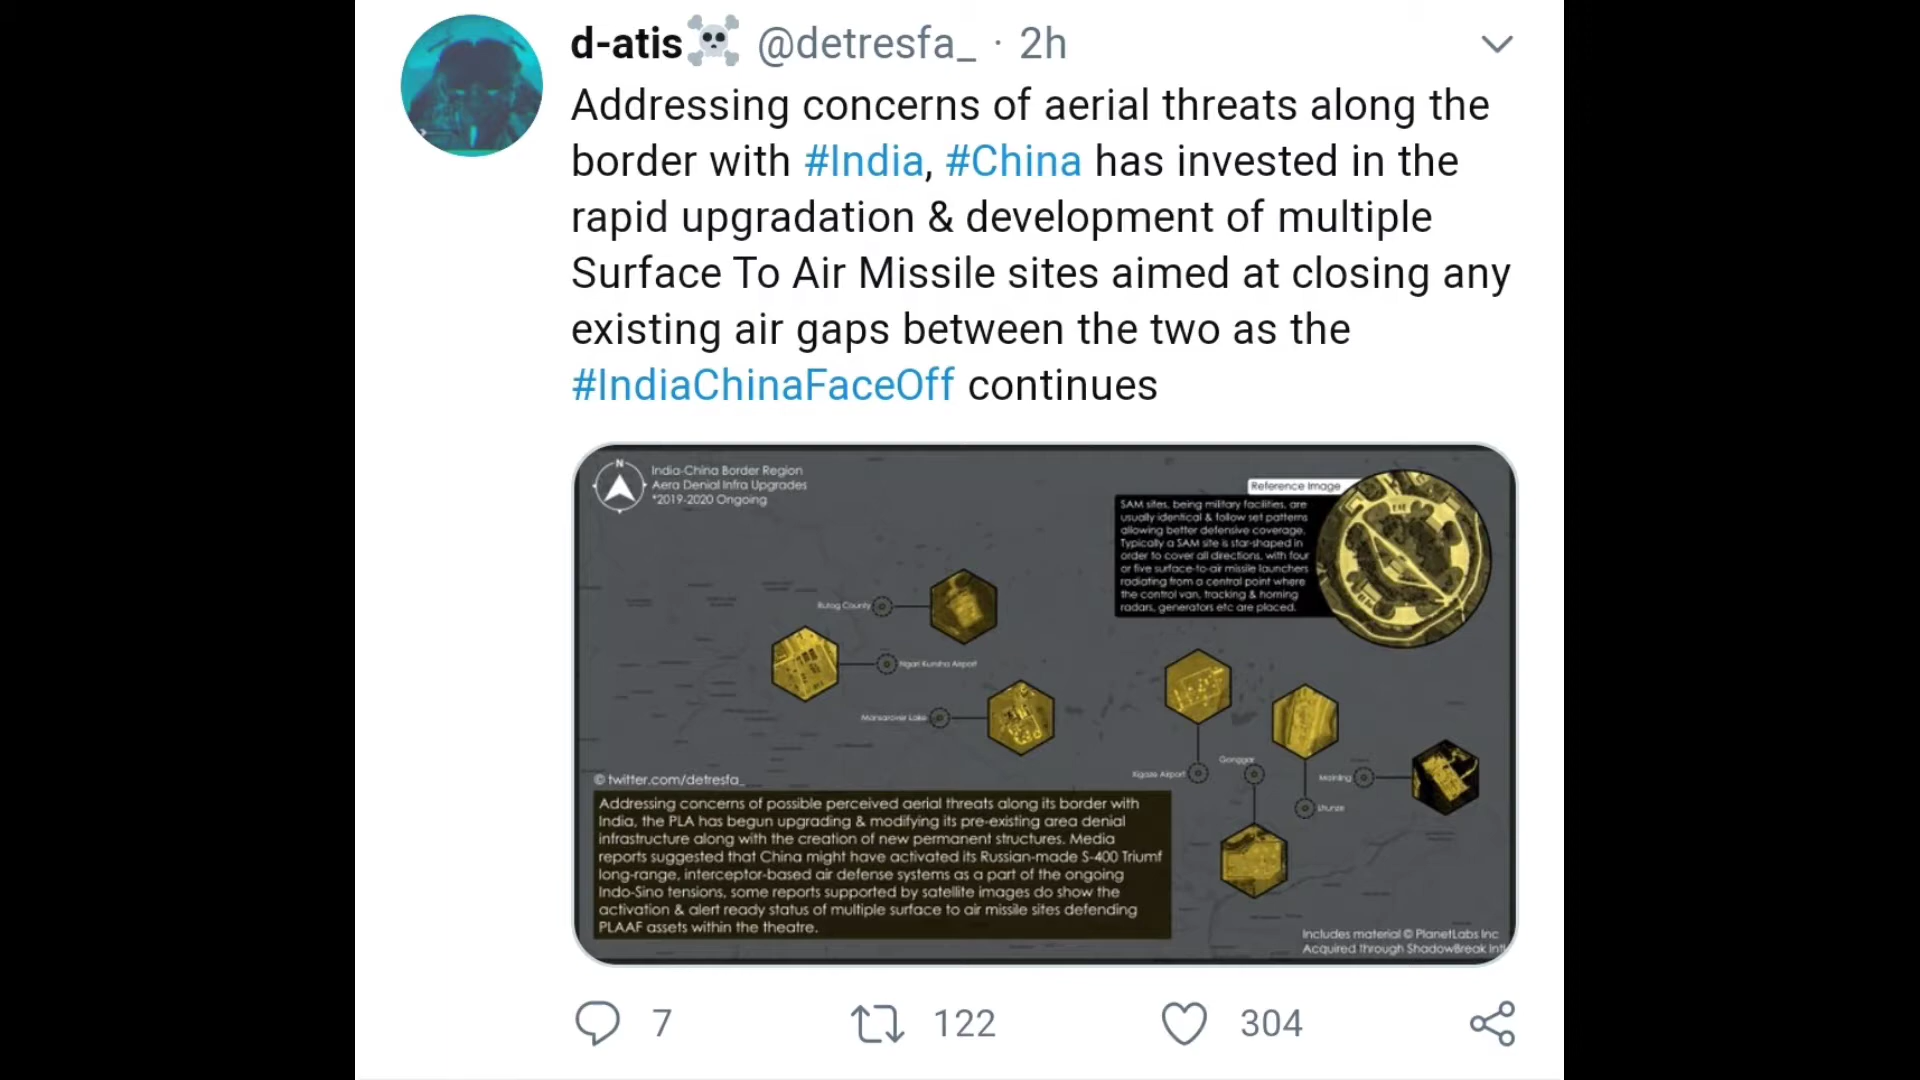 d-atis☠ @detresfa_ · 2h
Addressing concerns of aerial threats along the
border with #India, #China has invested in the
rapid upgradation & development of multiple
Surface To Air Missile sites aimed at closing any
existing air gaps between the two as the
#IndiaChinaFaceOff continues
N
India-China Border Region
Aera Denial Infra Upgrades
*2019-2020 Ongoing
Reference Image
SAM sites, being military facilities, are
usually identical & follow set patterns
allowing better defensive coverage.
Typically a SAM site is star-shaped in
order to cover all directions, with four
or five surface-to-air missile launchers
radiating from a central point where
the control van, tracking & homing
radars, generators etc are placed.
Rutog County
Ngari Kunsha Airport
Mansarovar Lake
Xigaze Airport
Gonggar
Mainling
Lhunze
© twitter.com/detresfa_
Addressing concerns of possible perceived aerial threats along its border with
India, the PLA has begun upgrading & modifying its pre-existing area denial
infrastructure along with the creation of new permanent structures. Media
reports suggested that China might have activated its Russian-made S-400 Triumf
long-range, interceptor-based air defense systems as a part of the ongoing
Indo-Sino tensions, some reports supported by satellite images do show the
activation & alert ready status of multiple surface to air missile sites defending
PLAAF assets within the theatre.
Includes material © PlanetLabs Inc
Acquired through ShadowBreak Intl
7
122
304